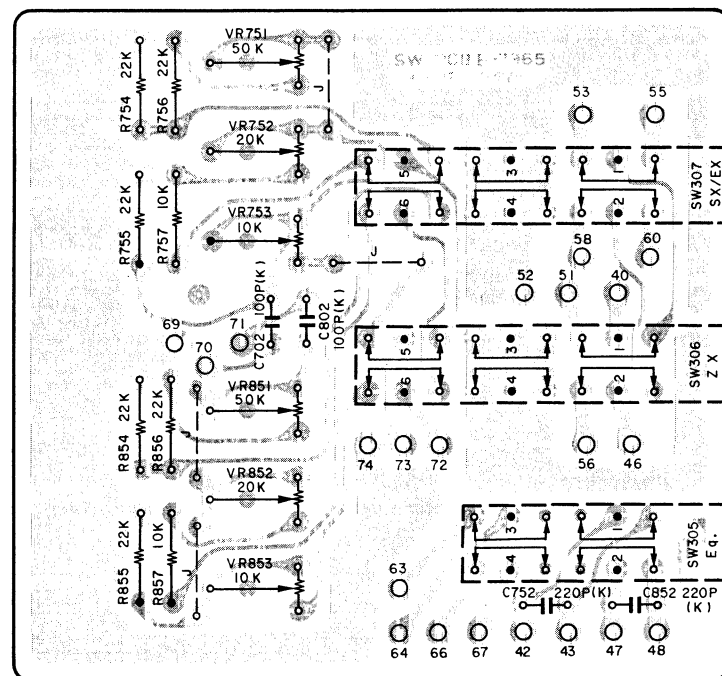 VR751
50 K
SW PCB E-1965
22K
R754
22K
R756
J
53
55
VR752
20K
5
6
3
4
1
2
SW307
SX/EX
22K
R755
10K
R757
VR753
10K
J
58
60
52
51
40
100P(K)
C702
C802
100P(K)
69
71
70
5
6
3
4
1
2
SW306
Z X
22K
R854
22K
R856
VR851
50K
74
73
72
56
46
VR852
20K
22K
R855
10K
R857
J
VR853
10K
3
4
1
2
SW305
Eq.
63
C752
220P(K)
C852 220P
(K)
64
66
67
42
43
47
48